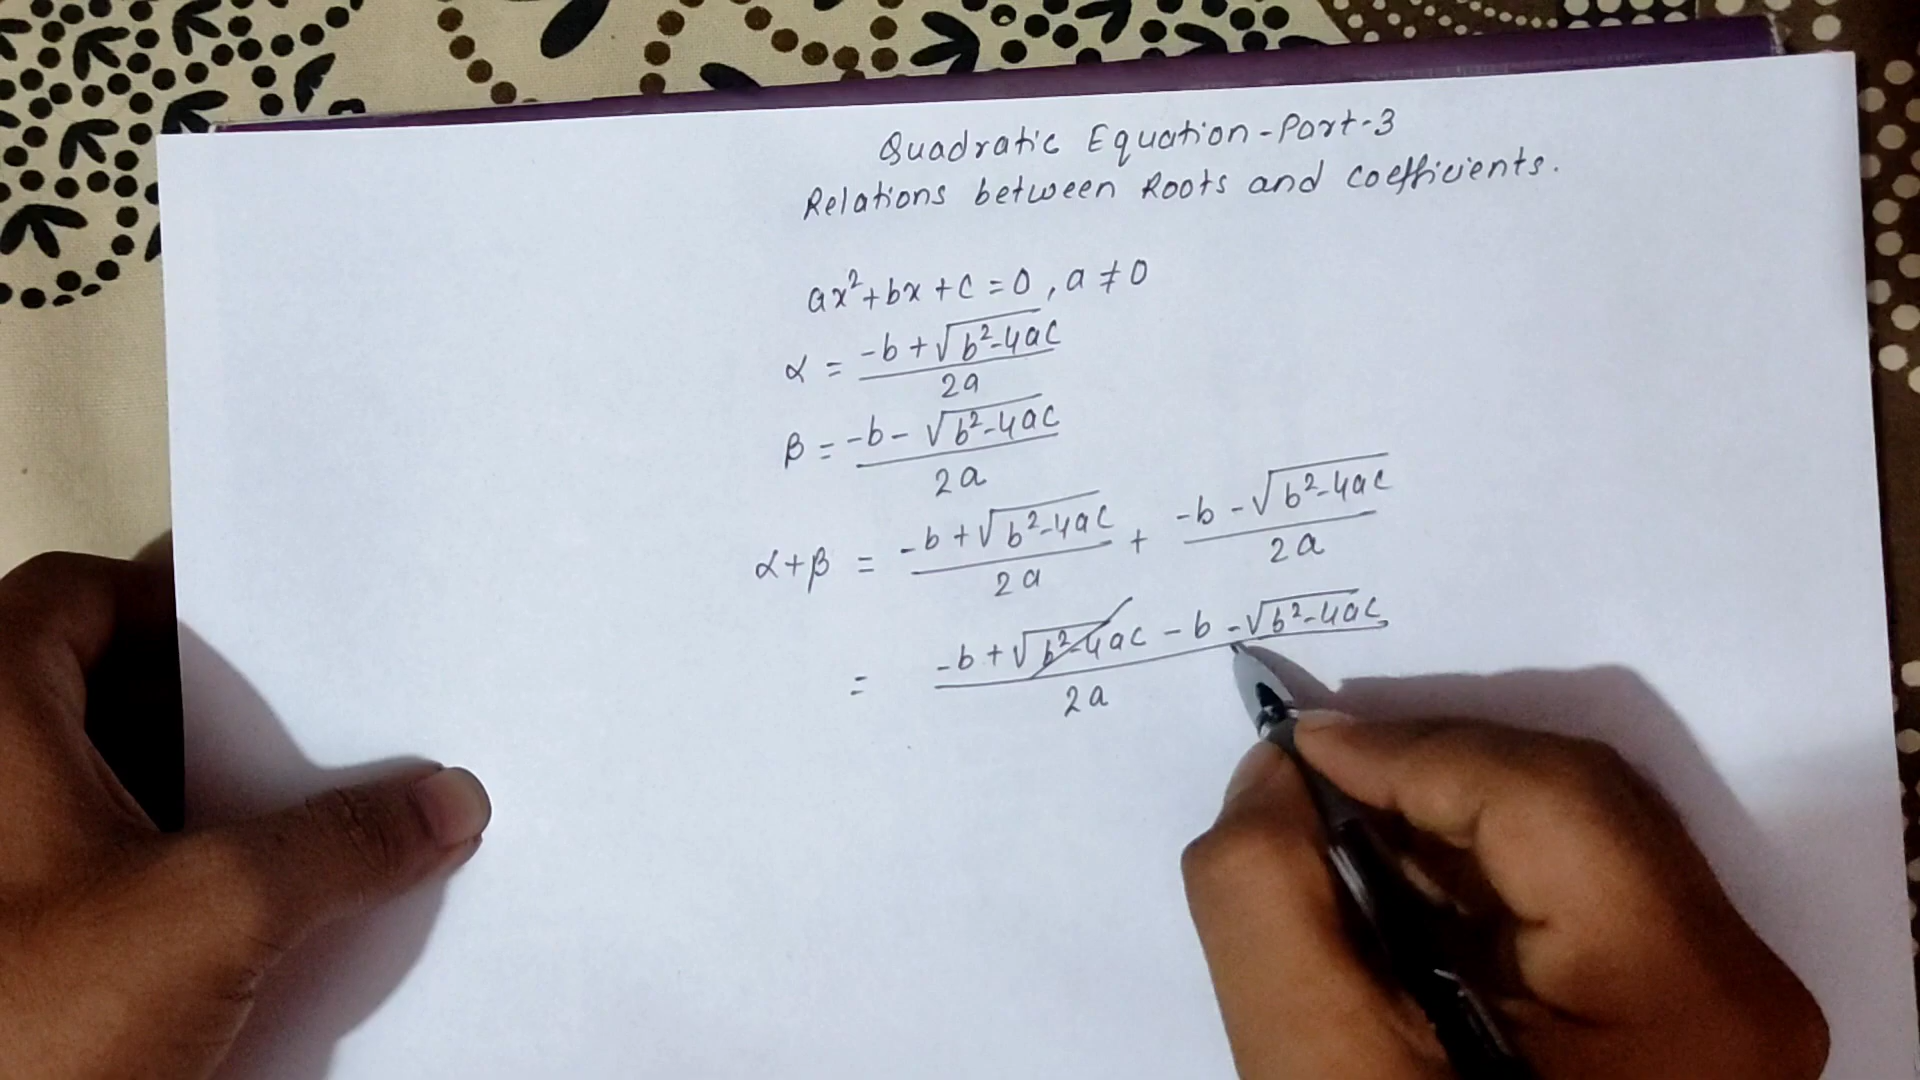 Quadratic Equation-Part-3
Relations between Roots and coefficients.
ax²+bx+c=0, a≠0
α = (-b+√(b²-4ac))/2a
β = (-b-√(b²-4ac))/2a
α+β = (-b+√(b²-4ac))/2a + (-b-√(b²-4ac))/2a
= (-b+√(b²-4ac)-b-√(b²-4ac))/2a